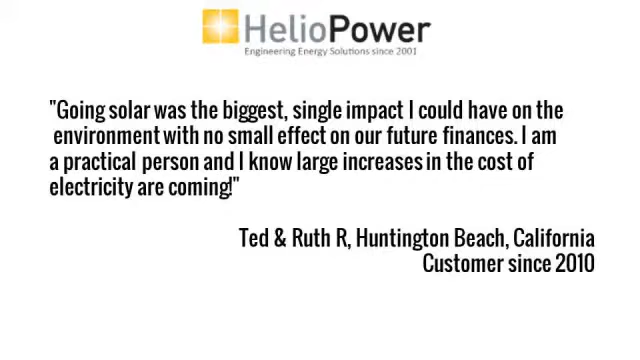 HelioPower
Engineering Energy Solutions since 2001
"Going solar was the biggest, single impact I could have on the
environment with no small effect on our future finances. I am
a practical person and I know large increases in the cost of
electricity are coming!"
Ted & Ruth R, Huntington Beach, California
Customer since 2010